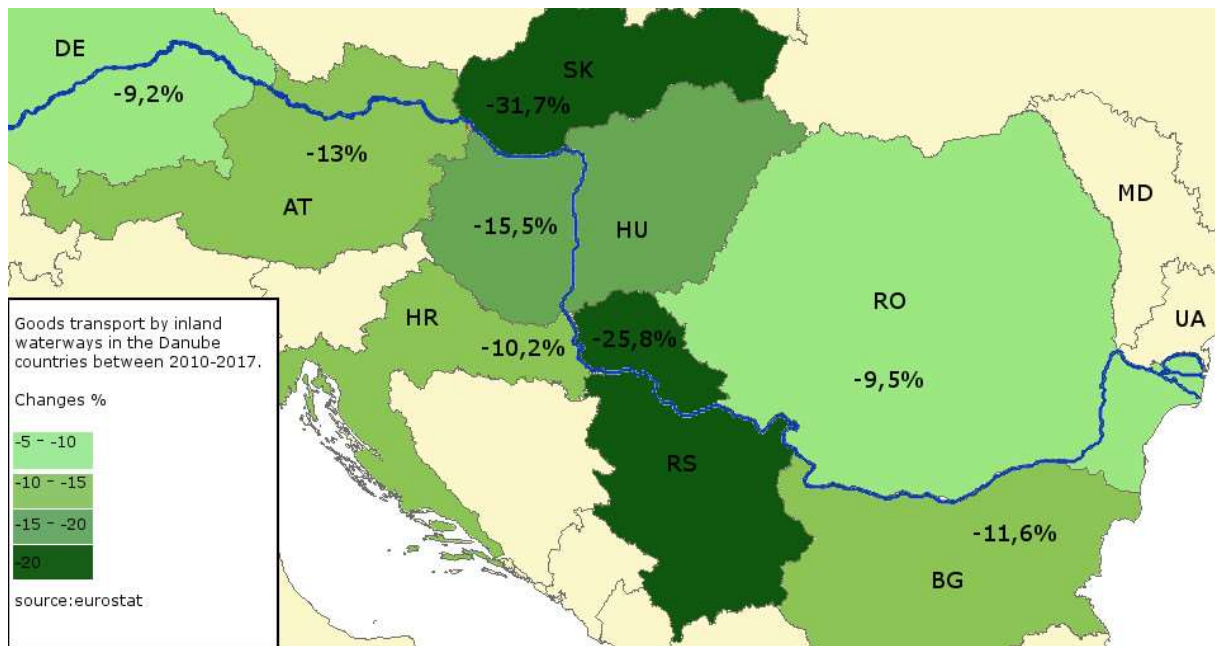 DE
-9,2%
SK
-31,7%
-13%
AT
-15,5%
HU
MD
RO
UA
HR
-10,2%
-25,8%
-9,5%
RS
-11,6%
BG
Goods transport by inland
waterways in the Danube
countries between 2010-2017.
Changes %
-5 - -10
-10 - -15
-15 - -20
-20
source:eurostat